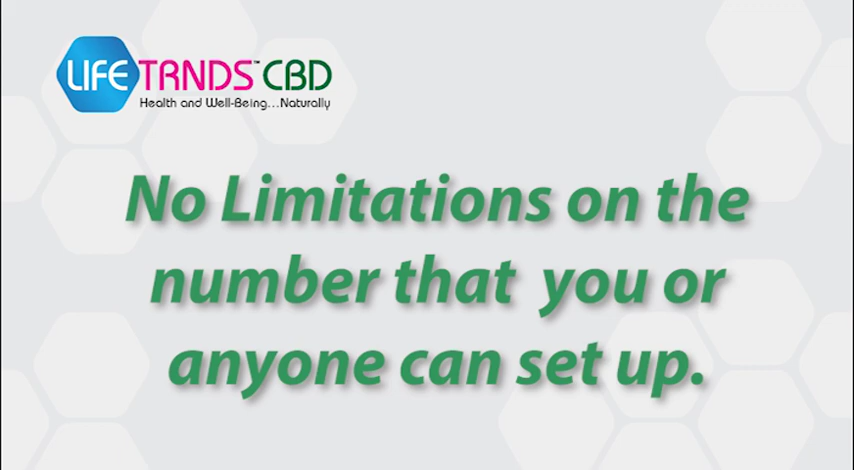 LIFETRNDS™ CBD
Health and Well-Being...Naturally
No Limitations on the
number that you or
anyone can set up.